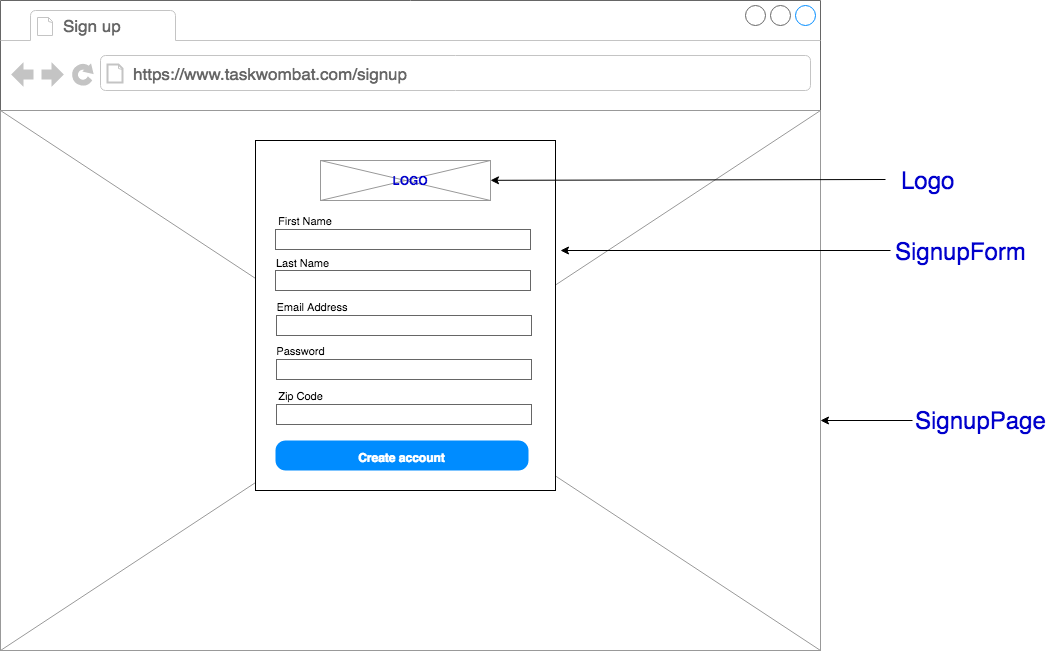 Sign up
https://www.taskwombat.com/signup
LOGO
Logo
First Name
SignupForm
Last Name
Email Address
Password
Zip Code
SignupPage
Create account